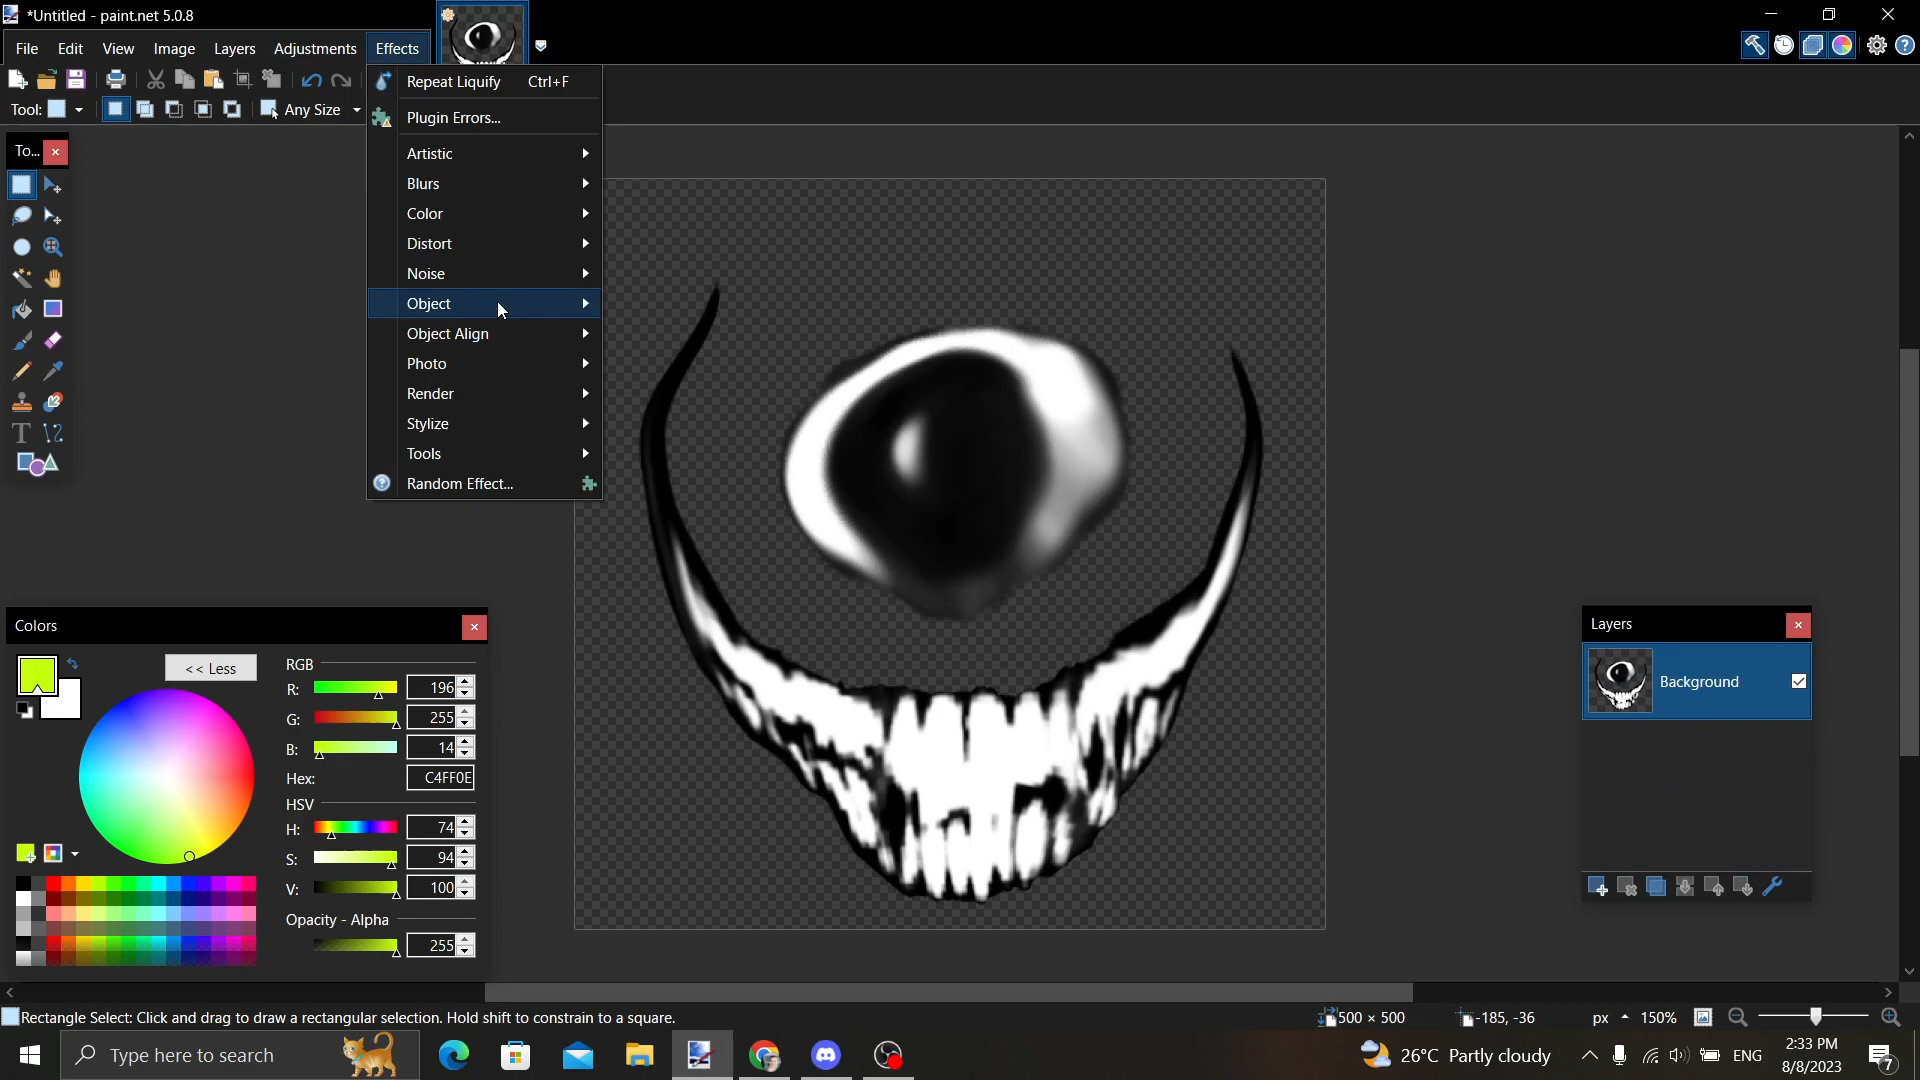 *Untitled - paint.net 5.0.8
File Edit View Image Layers Adjustments Effects
Tool: Any Size
Repeat Liquify Ctrl+F
Plugin Errors...
Artistic
Blurs
Color
Distort
Noise
Object
Object Align
Photo
Render
Stylize
Tools
Random Effect...
To...
Colors
<< Less
RGB
R: 196
G: 255
B: 14
Hex: C4FF0E
HSV
H: 74
S: 94
V: 100
Opacity - Alpha
255
Layers
Background
Rectangle Select: Click and drag to draw a rectangular selection. Hold shift to constrain to a square.
500 × 500
-185, -36
px
150%
Type here to search
26°C Partly cloudy
ENG
2:33 PM
8/8/2023
7